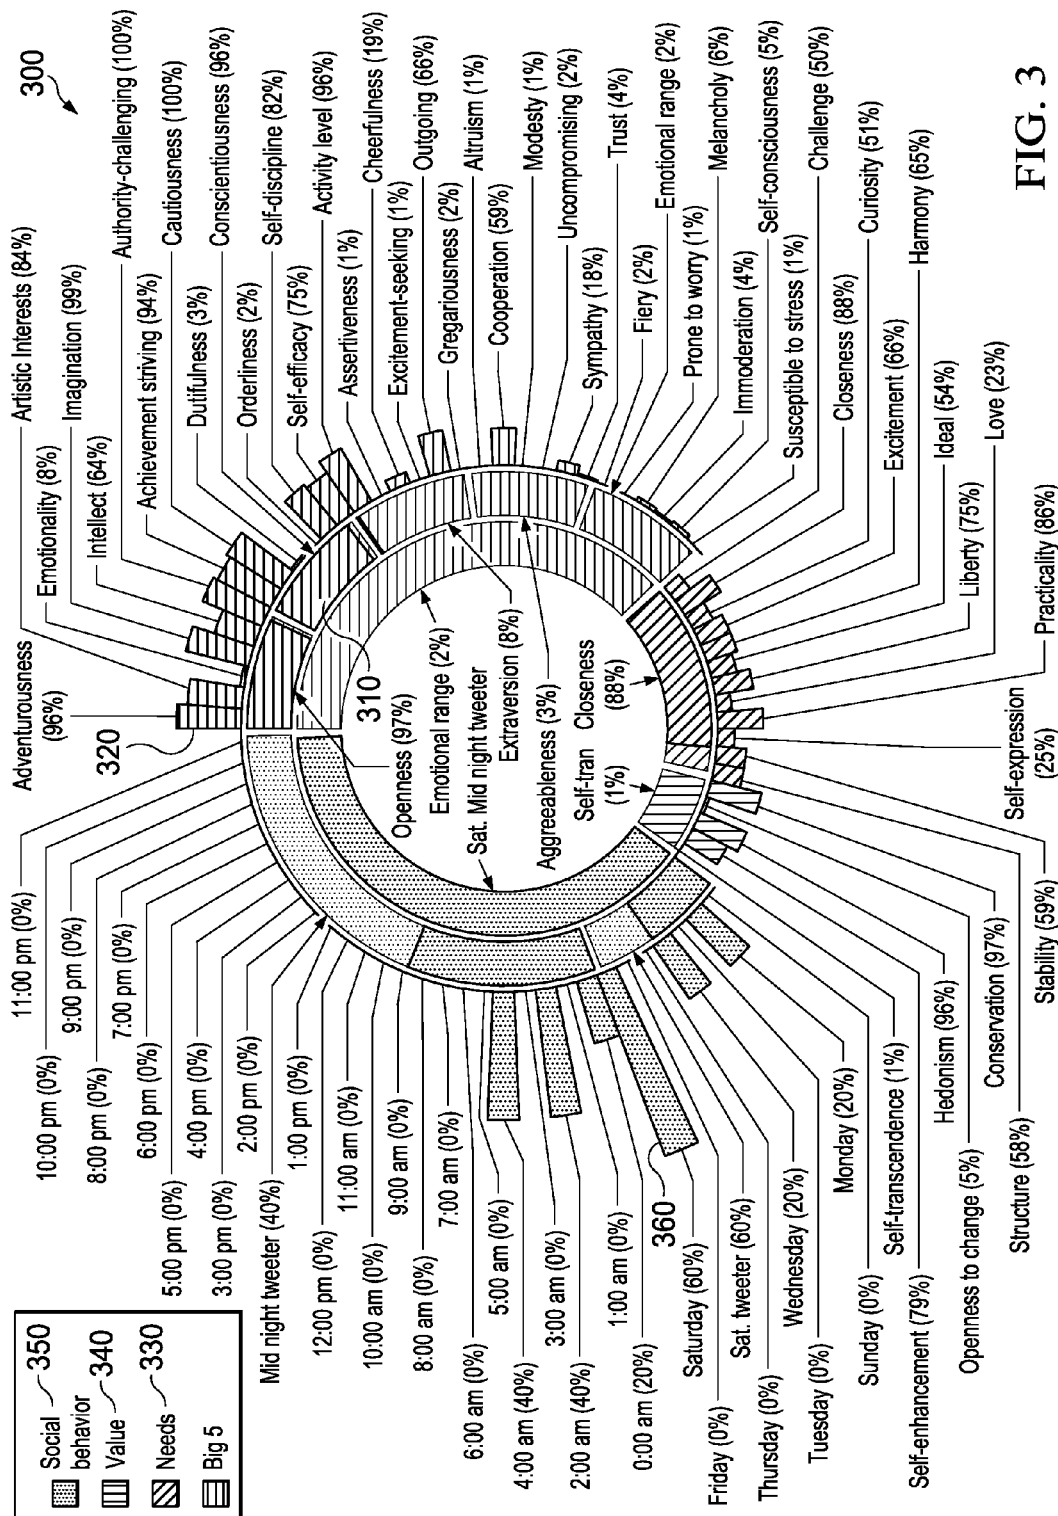 300
Social behavior
350
Value
340
Needs
330
Big 5
11:00 pm (0%)
10:00 pm (0%)
9:00 pm (0%)
8:00 pm (0%)
7:00 pm (0%)
6:00 pm (0%)
5:00 pm (0%)
4:00 pm (0%)
3:00 pm (0%)
2:00 pm (0%)
Mid night tweeter (40%)
1:00 pm (0%)
12:00 pm (0%)
11:00 am (0%)
10:00 am (0%)
9:00 am (0%)
8:00 am (0%)
7:00 am (0%)
6:00 am (0%)
5:00 am (0%)
4:00 am (40%)
3:00 am (0%)
2:00 am (40%)
1:00 am (0%)
0:00 am (20%)
360
Saturday (60%)
Friday (0%)
Sat. tweeter (60%)
Thursday (0%)
Wednesday (20%)
Tuesday (0%)
Monday (20%)
Sunday (0%)
Self-transcendence (1%)
Self-enhancement (79%)
Hedonism (96%)
Openness to change (5%)
Conservation (97%)
Structure (58%)
Stability (59%)
Self-expression
(25%)
Practicality (86%)
Love (23%)
Liberty (75%)
Ideal (54%)
Harmony (65%)
Excitement (66%)
Curiosity (51%)
Closeness (88%)
Challenge (50%)
Susceptible to stress (1%)
Self-consciousness (5%)
Immoderation (4%)
Melancholy (6%)
Prone to worry (1%)
Emotional range (2%)
Fiery (2%)
Trust (4%)
Sympathy (18%)
Uncompromising (2%)
Modesty (1%)
Cooperation (59%)
Altruism (1%)
Gregariousness (2%)
Outgoing (66%)
Excitement-seeking (1%)
Cheerfulness (19%)
Assertiveness (1%)
Activity level (96%)
Self-efficacy (75%)
Self-discipline (82%)
Orderliness (2%)
Conscientiousness (96%)
Dutifulness (3%)
Cautiousness (100%)
Achievement striving (94%)
Authority-challenging (100%)
Intellect (64%)
Imagination (99%)
Emotionality (8%)
Artistic Interests (84%)
Adventurousness
(96%)
320
310
Openness (97%)
Emotional range (2%)
Sat. Mid night tweeter
Extraversion (8%)
Aggreeableness (3%)
Self-tran
(1%)
Closeness
(88%)
FIG. 3